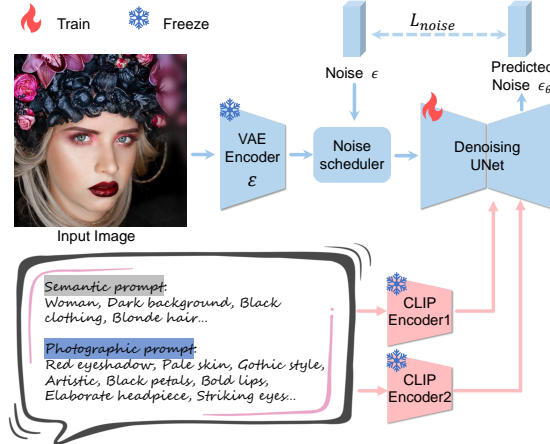 Train
Freeze
L_noise
Noise ϵ
Predicted
Noise ϵ_θ
VAE
Encoder
ℰ
Noise
scheduler
Denoising
UNet
Input Image
Semantic prompt:
Woman, Dark background, Black
clothing, Blonde hair...
Photographic prompt:
Red eyeshadow, Pale skin, Gothic style,
Artistic, Black petals, Bold lips,
Elaborate headpiece, Striking eyes...
CLIP
Encoder1
CLIP
Encoder2